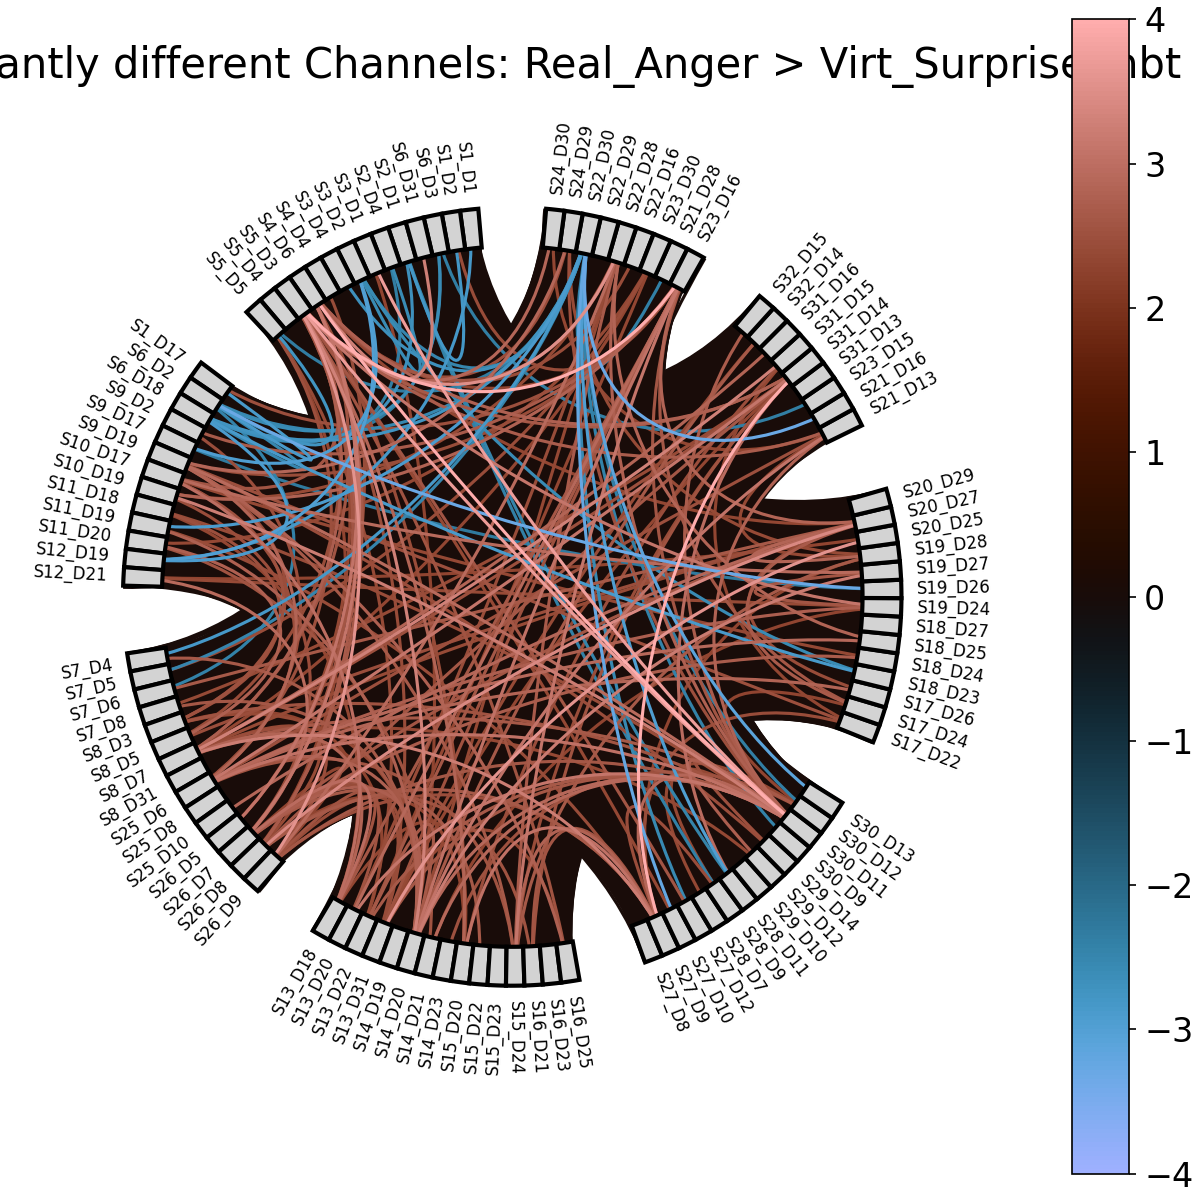 antly different Channels: Real_Anger > Virt_Surprise nbt
S1_D1
S1_D2
S6_D3
S6_D31
S2_D1
S2_D4
S3_D1
S3_D2
S3_D4
S4_D4
S4_D6
S5_D3
S5_D4
S5_D5
S1_D17
S6_D2
S6_D18
S9_D2
S9_D17
S9_D19
S10_D17
S10_D19
S11_D18
S11_D19
S11_D20
S12_D19
S12_D21
S7_D4
S7_D5
S7_D6
S7_D8
S8_D3
S8_D5
S8_D7
S8_D31
S25_D6
S25_D8
S25_D10
S26_D5
S26_D7
S26_D8
S26_D9
S13_D18
S13_D20
S13_D22
S13_D31
S14_D19
S14_D20
S14_D21
S14_D23
S15_D20
S15_D22
S15_D23
S15_D24
S16_D21
S16_D23
S16_D25
S27_D8
S27_D9
S27_D10
S27_D12
S28_D7
S28_D9
S28_D11
S29_D10
S29_D12
S29_D14
S30_D9
S30_D11
S30_D12
S30_D13
S17_D22
S17_D24
S17_D26
S18_D23
S18_D24
S18_D25
S18_D27
S19_D24
S19_D26
S19_D27
S19_D28
S20_D25
S20_D27
S20_D29
S21_D13
S21_D16
S23_D15
S31_D13
S31_D14
S31_D15
S31_D16
S32_D14
S32_D15
S23_D16
S21_D28
S23_D30
S22_D16
S22_D28
S22_D29
S22_D30
S24_D29
S24_D30
4
3
2
1
0
−1
−2
−3
−4